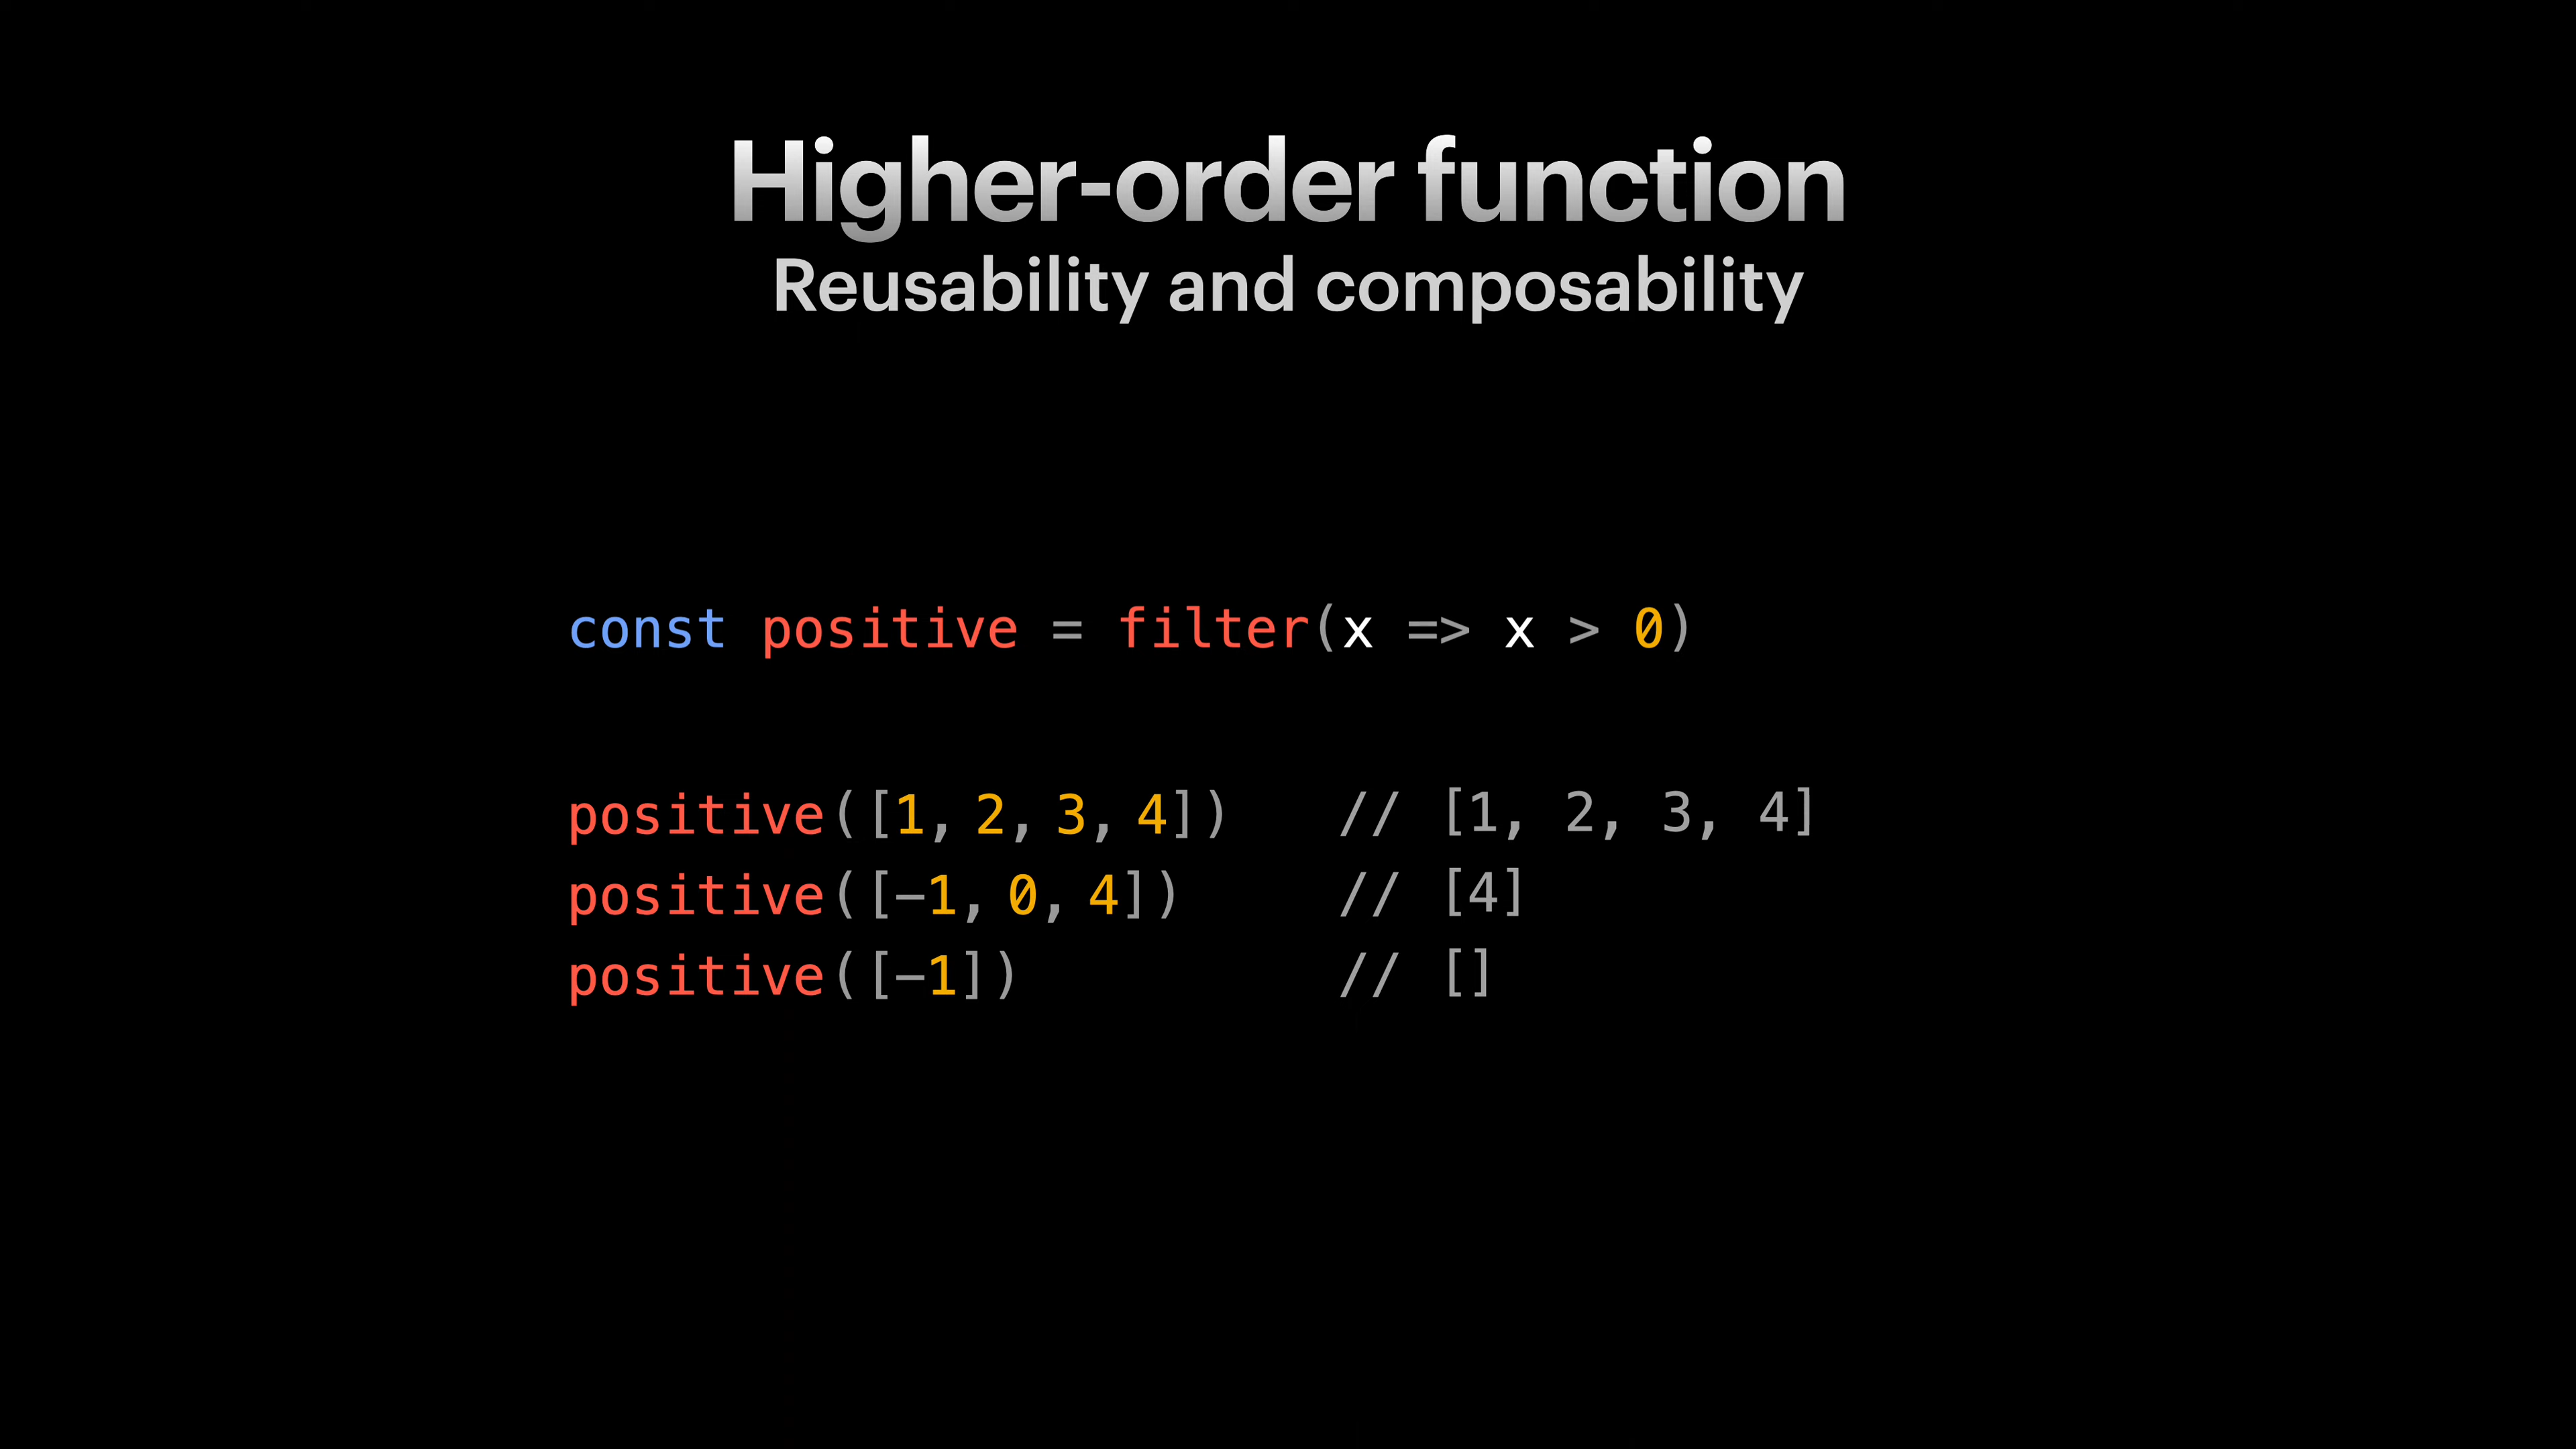 Higher-order function
Reusability and composability
const positive = filter(x => x > 0)
positive([1, 2, 3, 4]) // [1, 2, 3, 4]
positive([-1, 0, 4]) // [4]
positive([-1]) // []